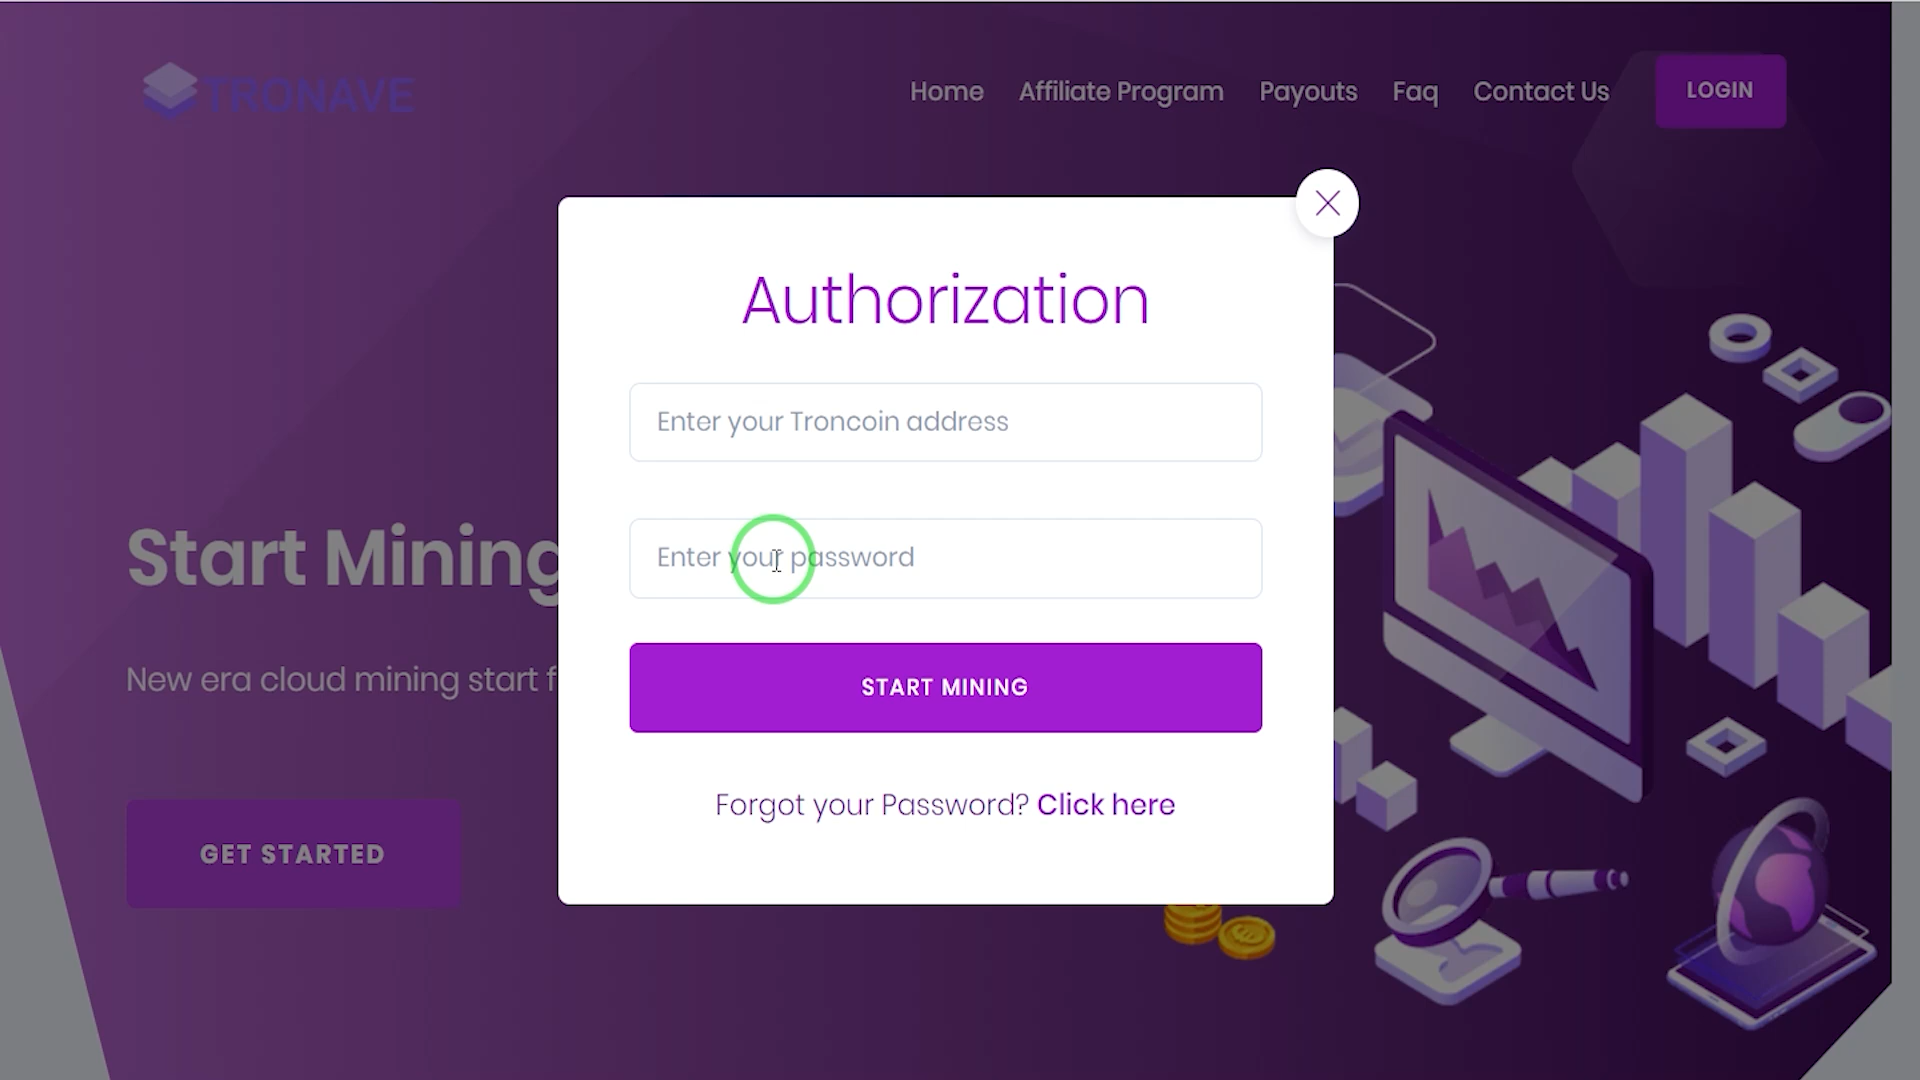 TRONAVE
Home Affiliate Program Payouts Faq Contact Us LOGIN
Authorization
Enter your Troncoin address
Enter your password
START MINING
Forgot your Password? Click here
Start Mining
New era cloud mining start f
GET STARTED